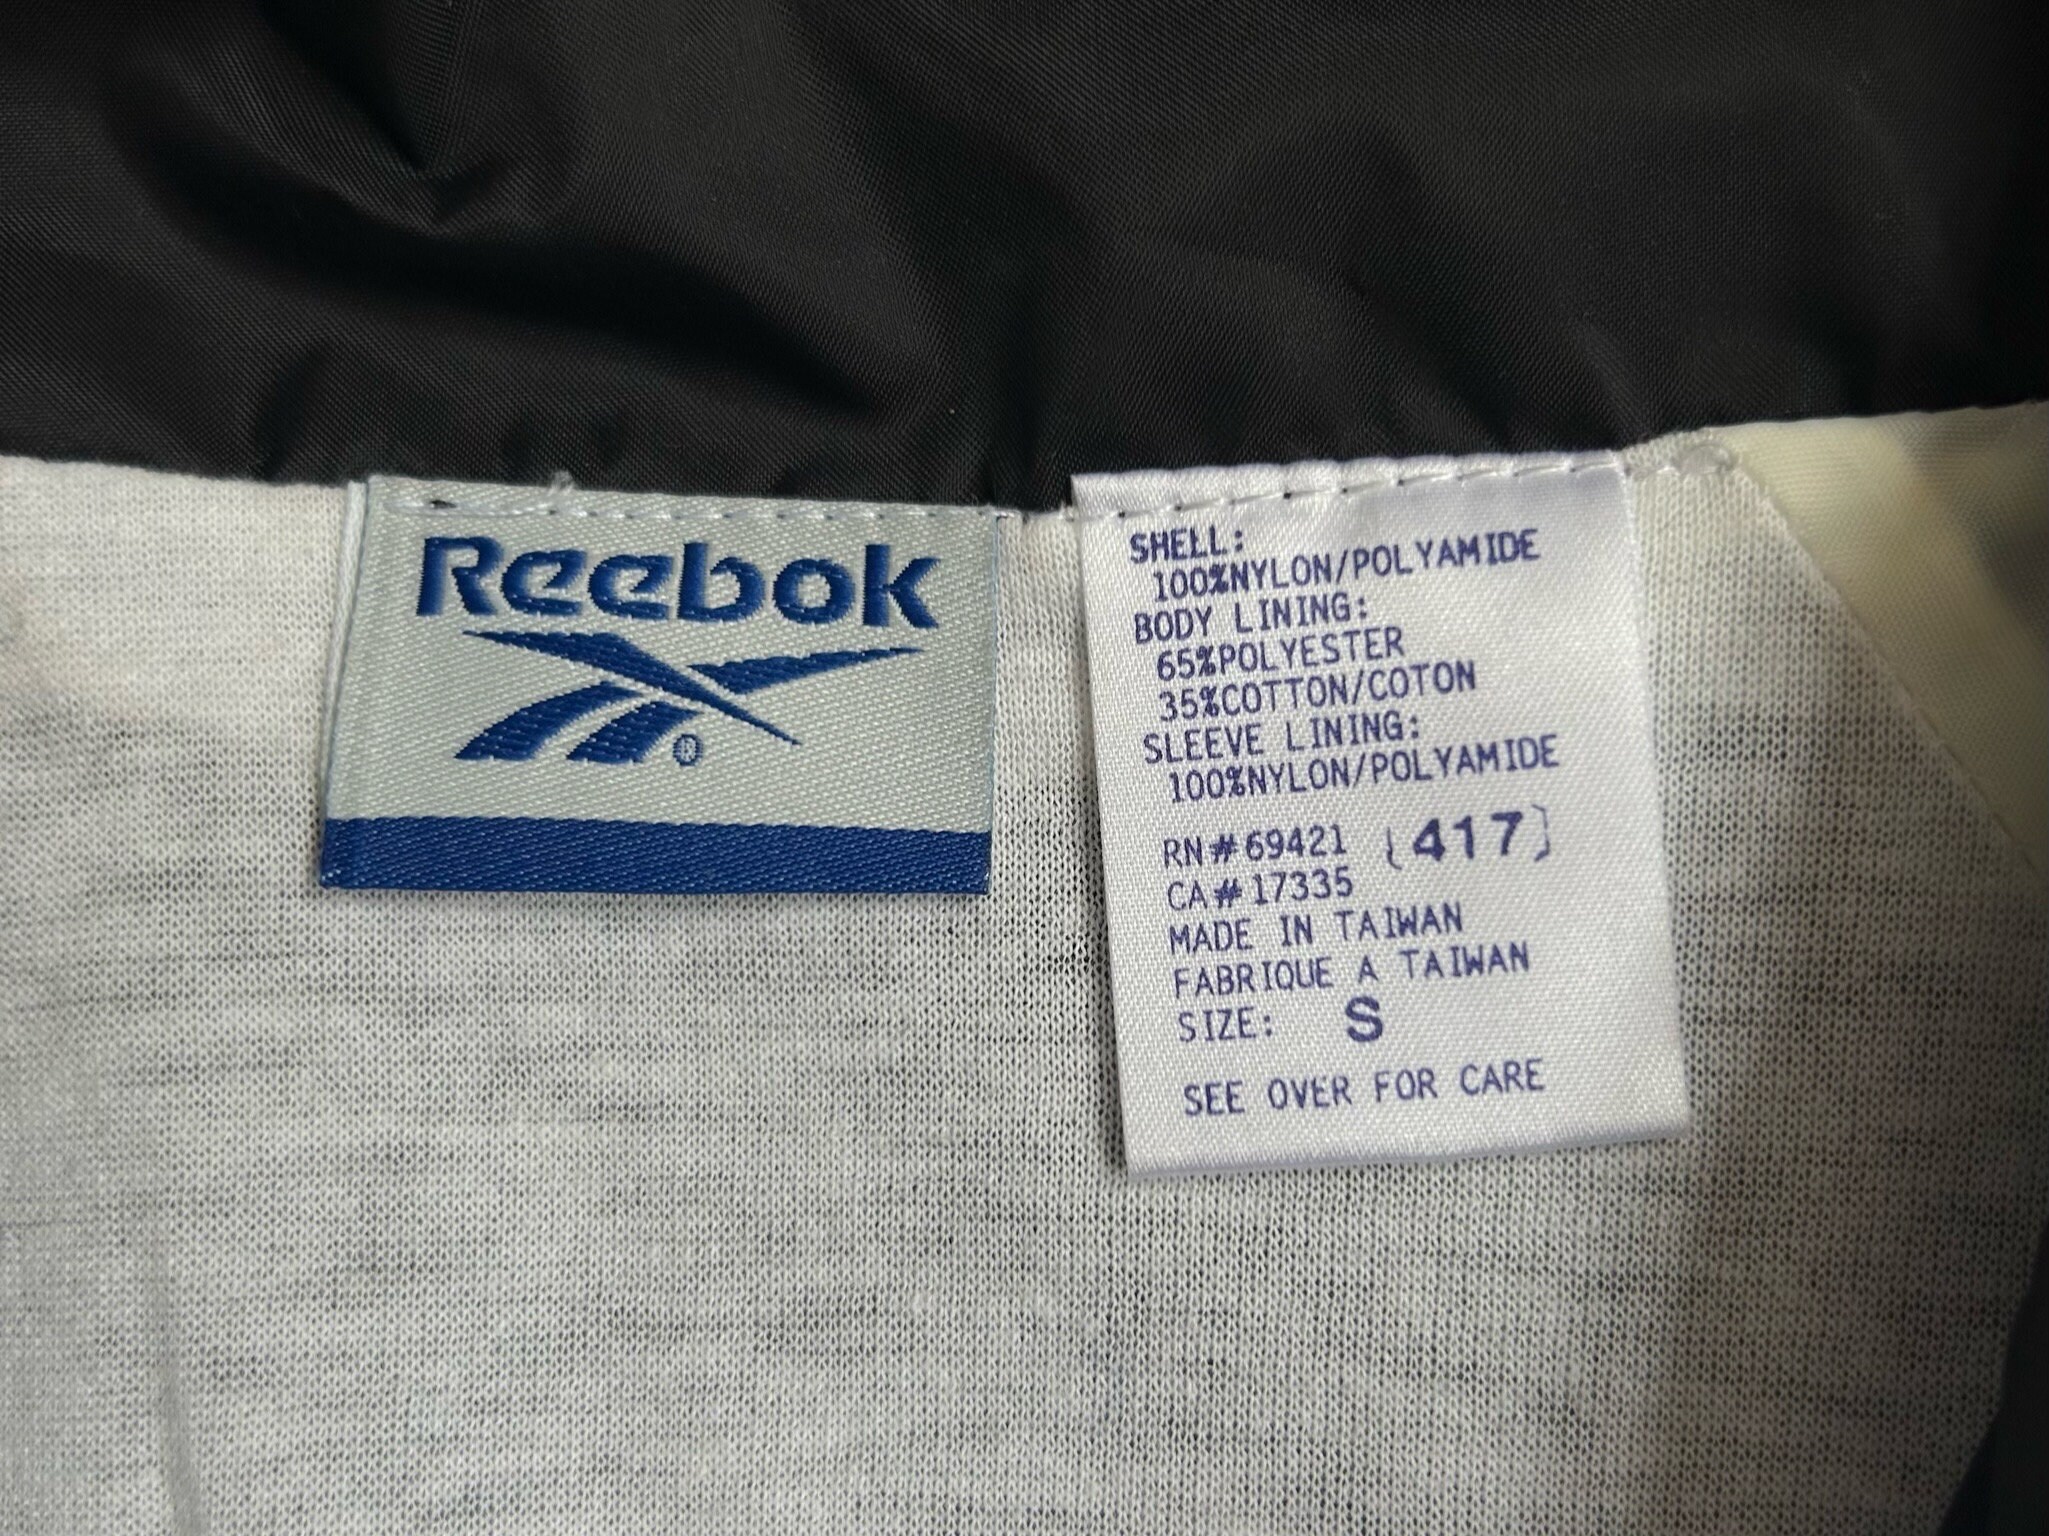 Reebok
®
SHELL:
100%NYLON/POLYAMIDE
BODY LINING:
65%POLYESTER
35%COTTON/COTON
SLEEVE LINING:
100%NYLON/POLYAMIDE
RN#69421 [417]
CA#17335
MADE IN TAIWAN
FABRIQUE A TAIWAN
SIZE: S
SEE OVER FOR CARE